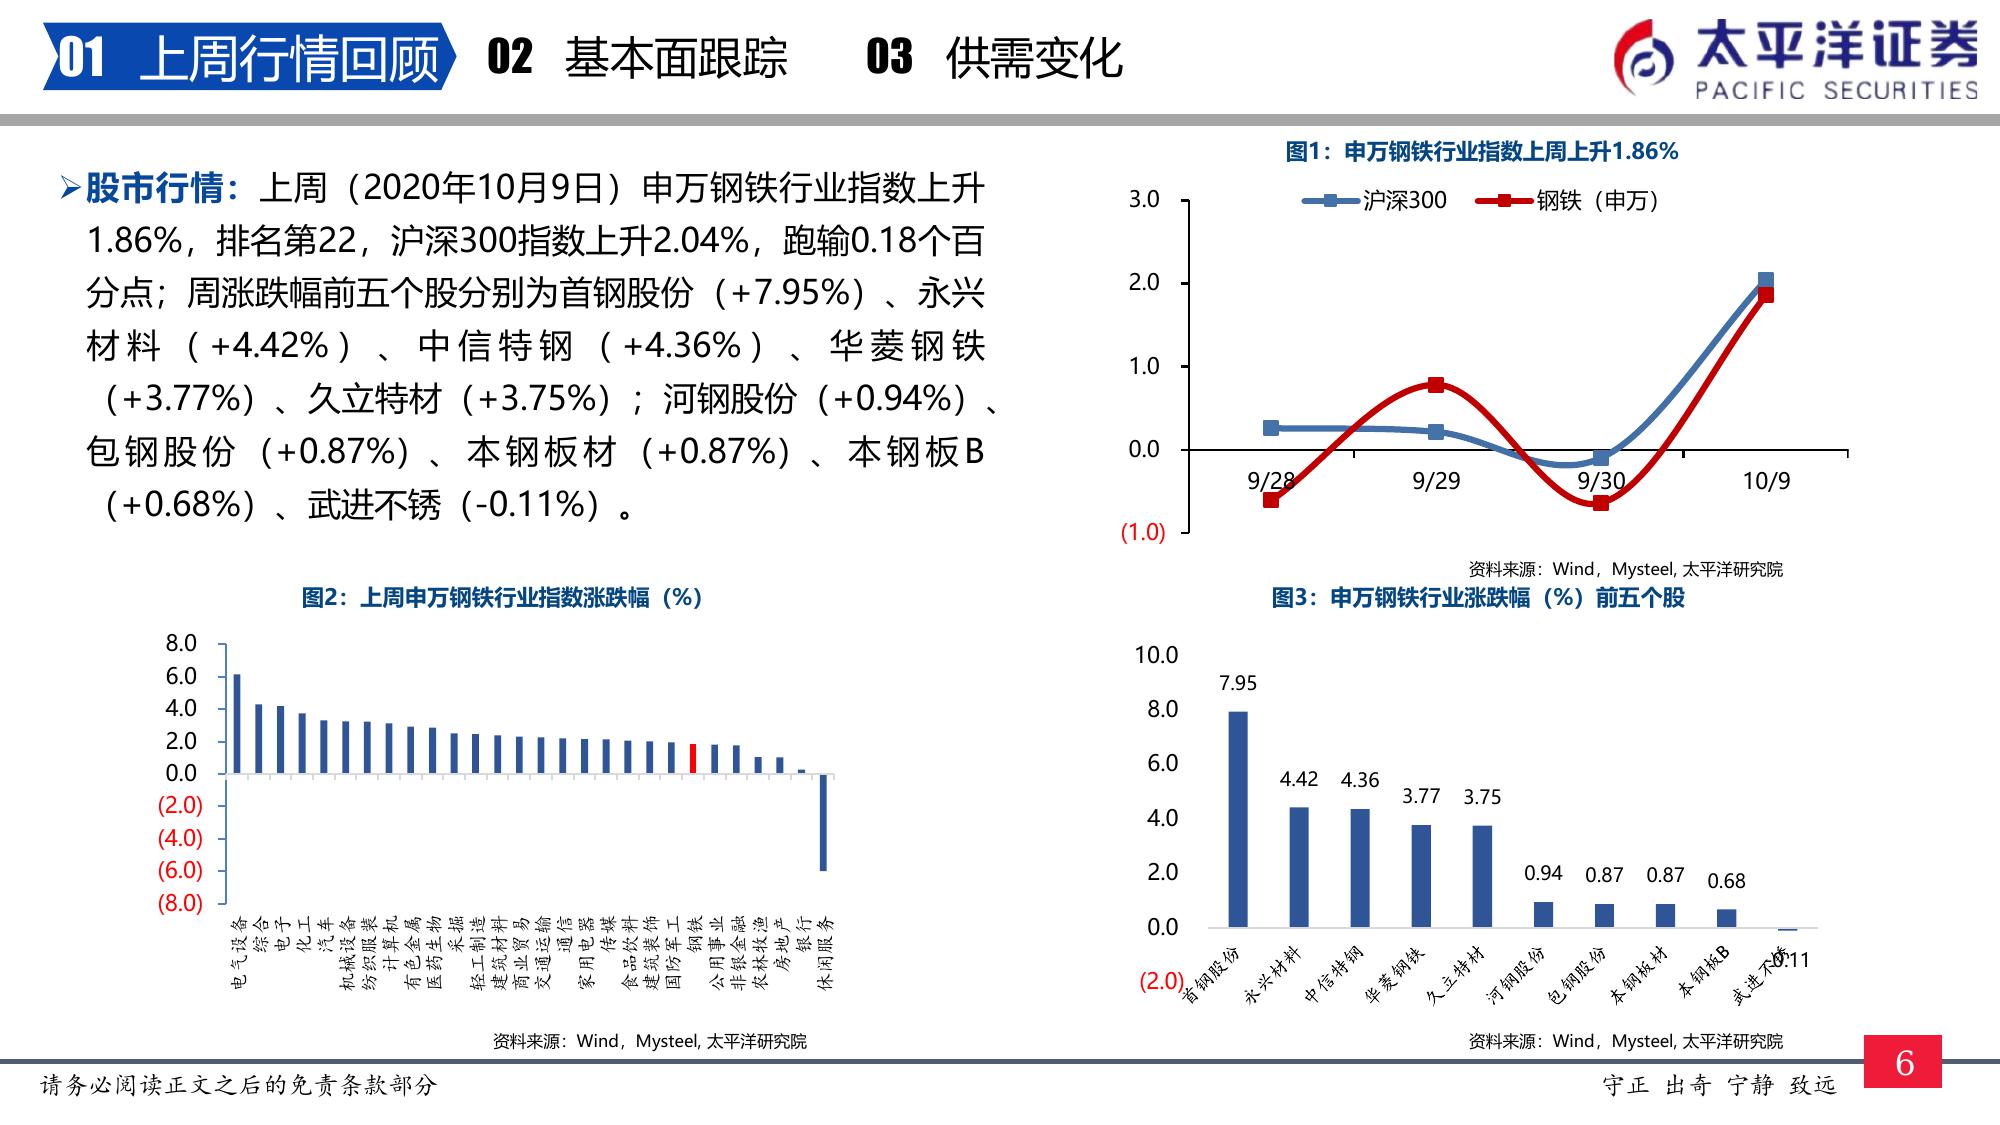 01 上周行情回顾 02 基本面跟踪 03 供需变化
太平洋证券
PACIFIC SECURITIES
➢股市行情：上周（2020年10月9日）申万钢铁行业指数上升
1.86%，排名第22，沪深300指数上升2.04%，跑输0.18个百
分点；周涨跌幅前五个股分别为首钢股份（+7.95%）、永兴
材料（+4.42%）、中信特钢（+4.36%）、华菱钢铁
（+3.77%）、久立特材（+3.75%）；河钢股份（+0.94%）、
包钢股份（+0.87%）、本钢板材（+0.87%）、本钢板B
（+0.68%）、武进不锈（-0.11%）。
图1：申万钢铁行业指数上周上升1.86%
沪深300 钢铁（申万）
3.0
2.0
1.0
0.0
(1.0)
9/28 9/29 9/30 10/9
资料来源：Wind，Mysteel, 太平洋研究院
图2：上周申万钢铁行业指数涨跌幅（%）
8.0
6.0
4.0
2.0
0.0
(2.0)
(4.0)
(6.0)
(8.0)
电气设备
综合
电子
化工
汽车
机械设备
纺织服装
计算机
有色金属
医药生物
采掘
轻工制造
建筑材料
商业贸易
交通运输
通信
家用电器
传媒
食品饮料
建筑装饰
国防军工
钢铁
公用事业
非银金融
农林牧渔
房地产
银行
休闲服务
资料来源：Wind，Mysteel, 太平洋研究院
图3：申万钢铁行业涨跌幅（%）前五个股
10.0
8.0
6.0
4.0
2.0
0.0
(2.0)
7.95
4.42
4.36
3.77
3.75
0.94
0.87
0.87
0.68
-0.11
首钢股份
永兴材料
中信特钢
华菱钢铁
久立特材
河钢股份
包钢股份
本钢板材
本钢板B
武进不锈
资料来源：Wind，Mysteel, 太平洋研究院
请务必阅读正文之后的免责条款部分
守正 出奇 宁静 致远
6